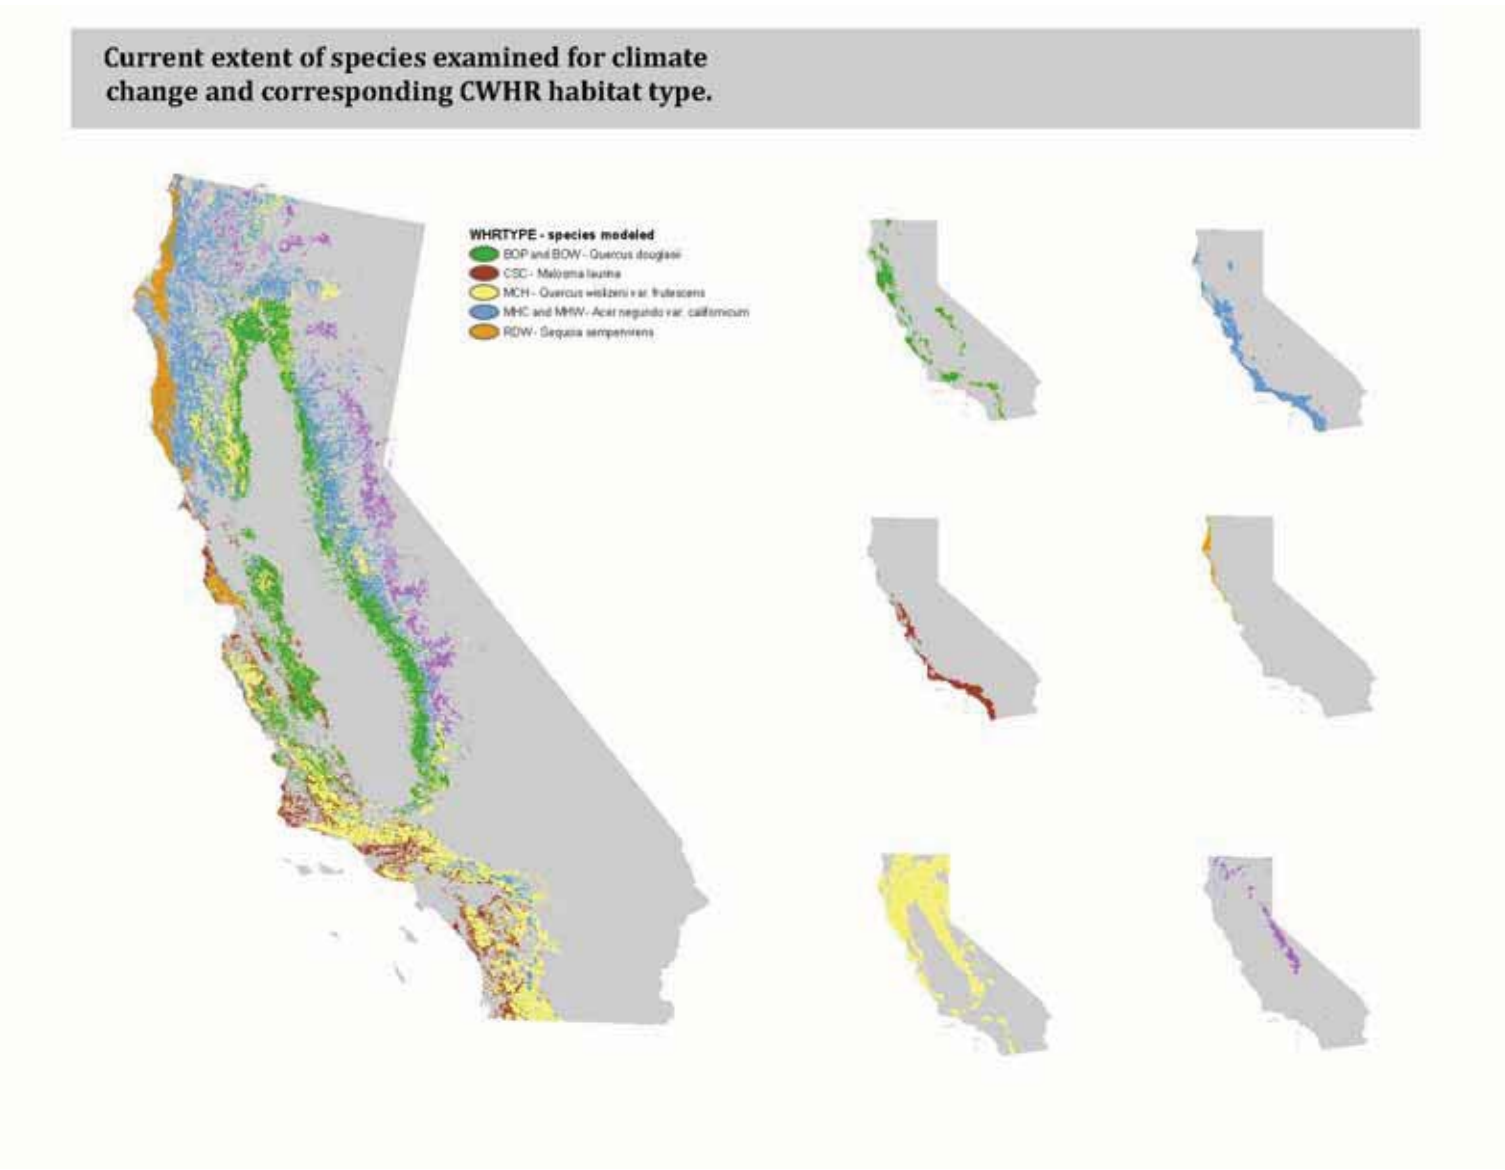 Current extent of species examined for climate
change and corresponding CWHR habitat type.
WHRTYPE - species modeled
BOP and BOW - Quercus douglasii
CSC - Malosma laurina
MCH - Quercus wislizeni var. frutescens
MHC and MHW - Acer negundo var. californicum
RDW - Sequoia sempervirens